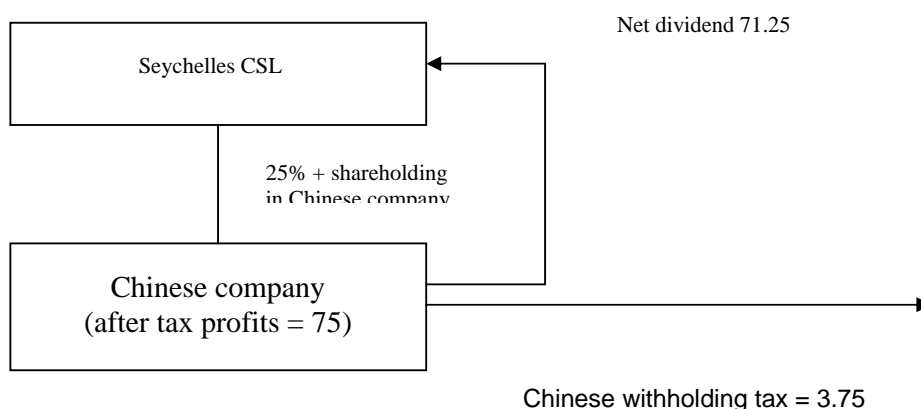 Net dividend 71.25
Seychelles CSL
25% + shareholding
in Chinese company
Chinese company
(after tax profits = 75)
Chinese withholding tax = 3.75